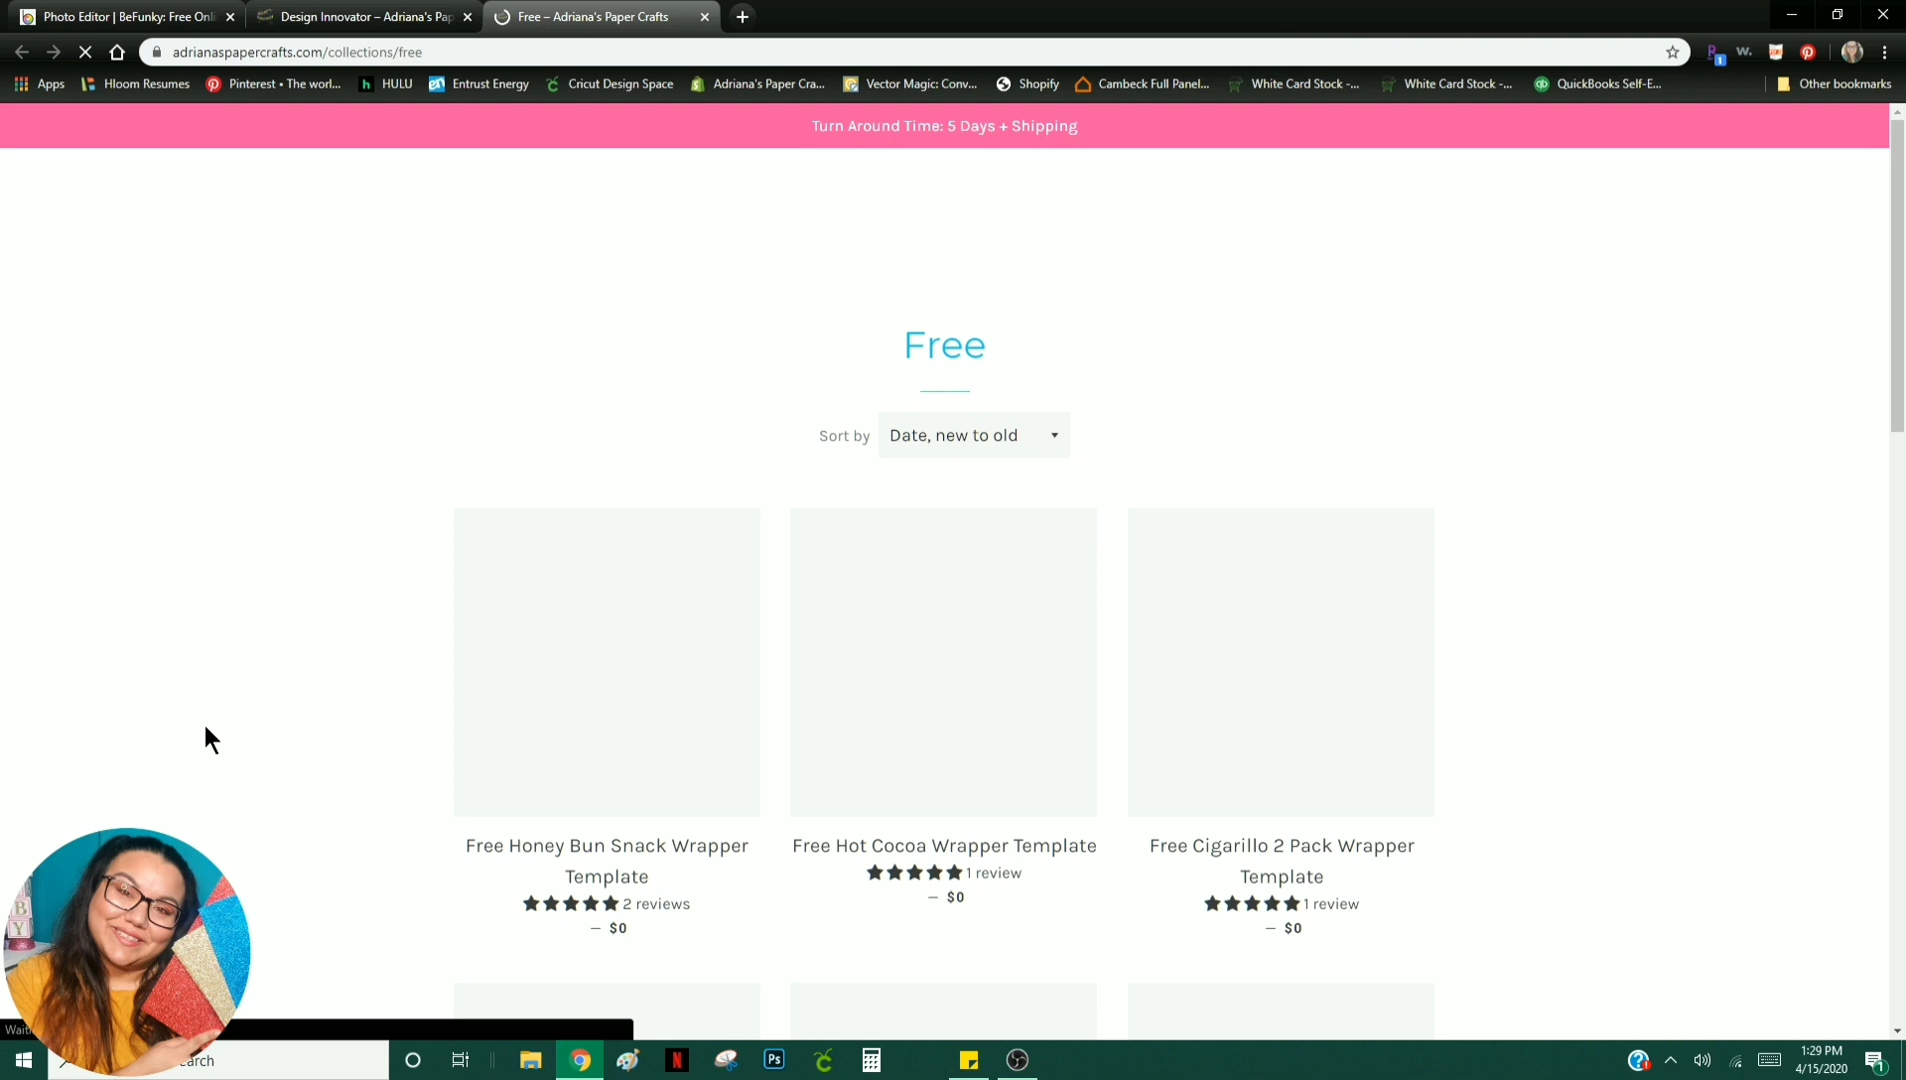 Photo Editor | BeFunky: Free Onli
Design Innovator – Adriana's Pap
Free – Adriana's Paper Crafts
adrianaspapercrafts.com/collections/free
Apps
Hloom Resumes
Pinterest • The worl...
HULU
Entrust Energy
Cricut Design Space
Adriana's Paper Cra...
Vector Magic: Conv...
Shopify
Cambeck Full Panel...
White Card Stock -...
White Card Stock -...
QuickBooks Self-E...
Other bookmarks
Turn Around Time: 5 Days + Shipping
Free
Sort by Date, new to old
Free Honey Bun Snack Wrapper
Template
2 reviews
— $0
Free Hot Cocoa Wrapper Template
1 review
— $0
Free Cigarillo 2 Pack Wrapper
Template
1 review
— $0
B
Y
Waiti
earch
Ps
N
1:29 PM
4/15/2020
1